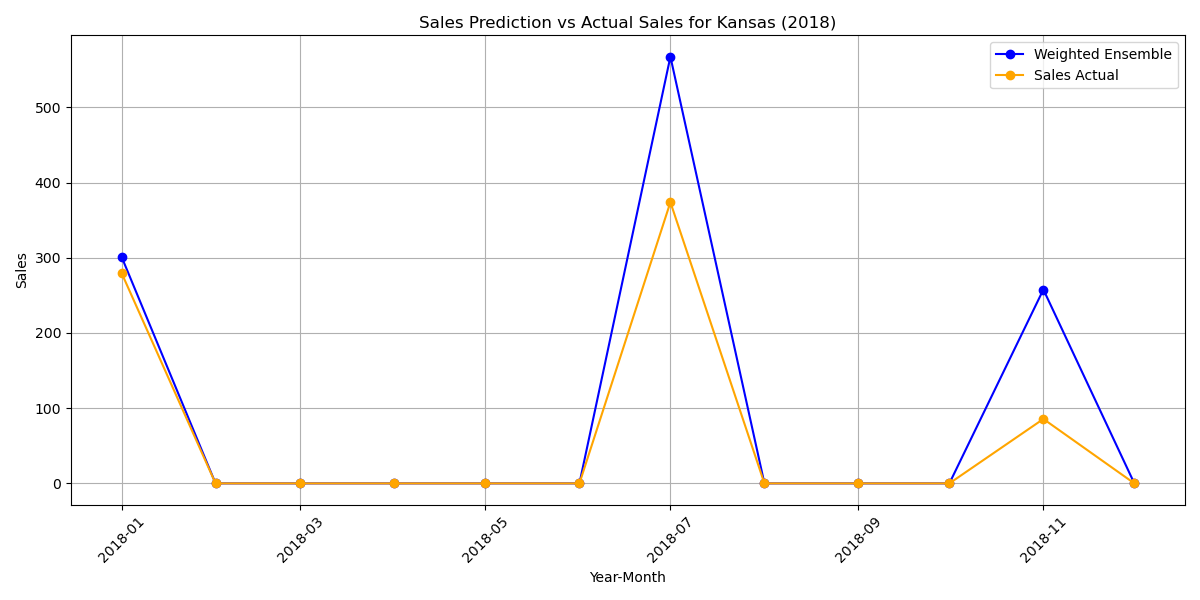 Sales Prediction vs Actual Sales for Kansas (2018)
Weighted Ensemble
Sales Actual
Sales
500
400
300
200
100
0
2018-01
2018-03
2018-05
2018-07
2018-09
2018-11
Year-Month